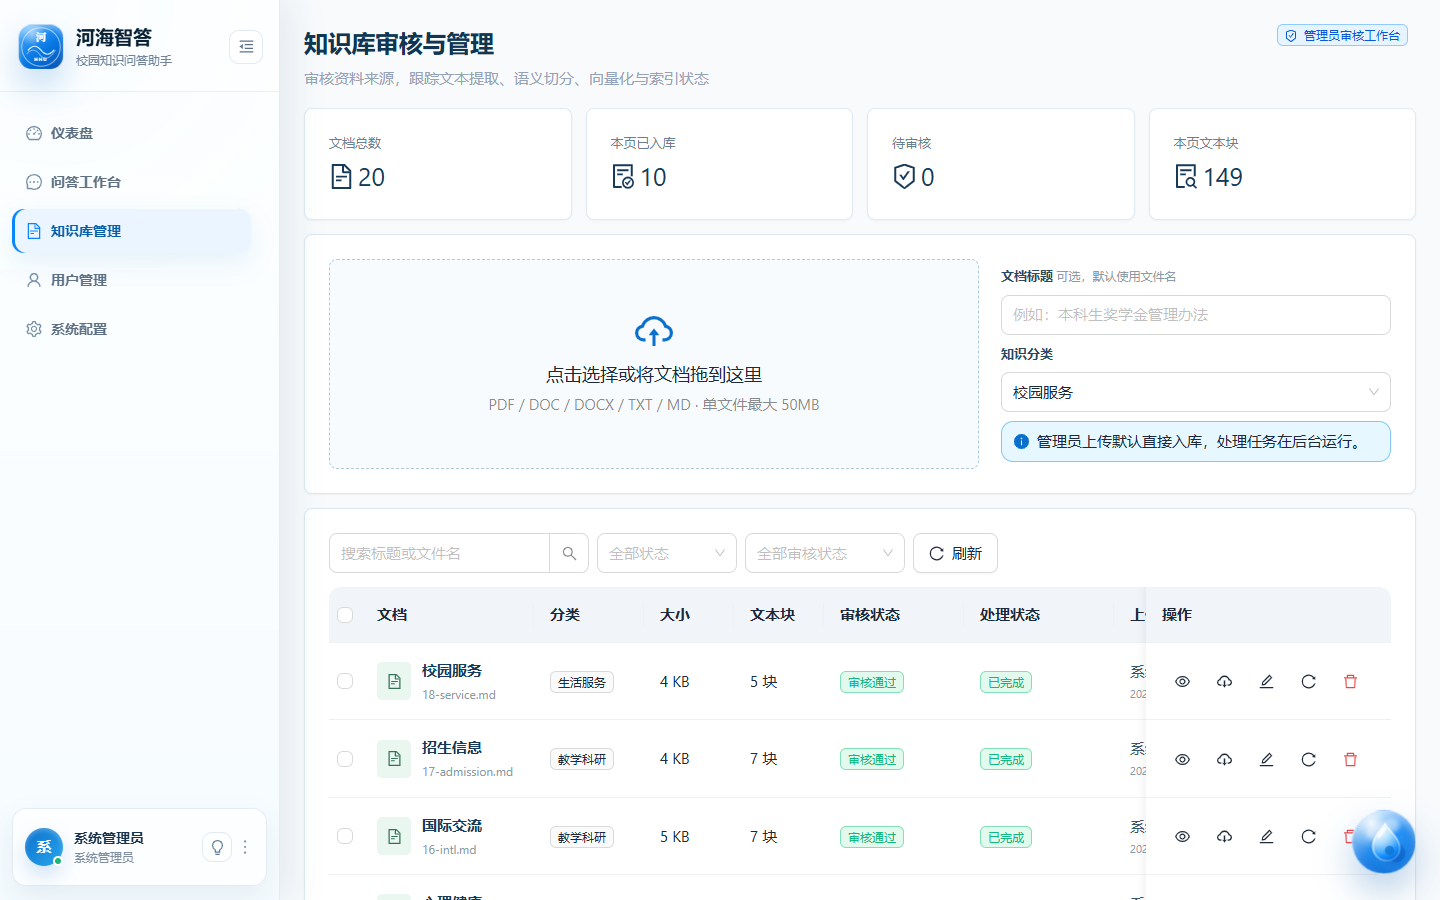 河海智答
校园知识问答助手
仪表盘
问答工作台
知识库管理
用户管理
系统配置
系统管理员
系统管理员
知识库审核与管理
管理员审核工作台
审核资料来源，跟踪文本提取、语义切分、向量化与索引状态
文档总数
20
本页已入库
10
待审核
0
本页文本块
149
点击选择或将文档拖到这里
PDF / DOC / DOCX / TXT / MD · 单文件最大 50MB
文档标题 可选，默认使用文件名
例如：本科生奖学金管理办法
知识分类
校园服务
管理员上传默认直接入库，处理任务在后台运行。
搜索标题或文件名 全部状态 全部审核状态 刷新
文档 分类 大小 文本块 审核状态 处理状态 上 操作
校园服务
18-service.md
生活服务 4 KB 5 块 审核通过 已完成 系
202
招生信息
17-admission.md
教学科研 4 KB 7 块 审核通过 已完成 系
202
国际交流
16-intl.md
教学科研 5 KB 7 块 审核通过 已完成 系
202